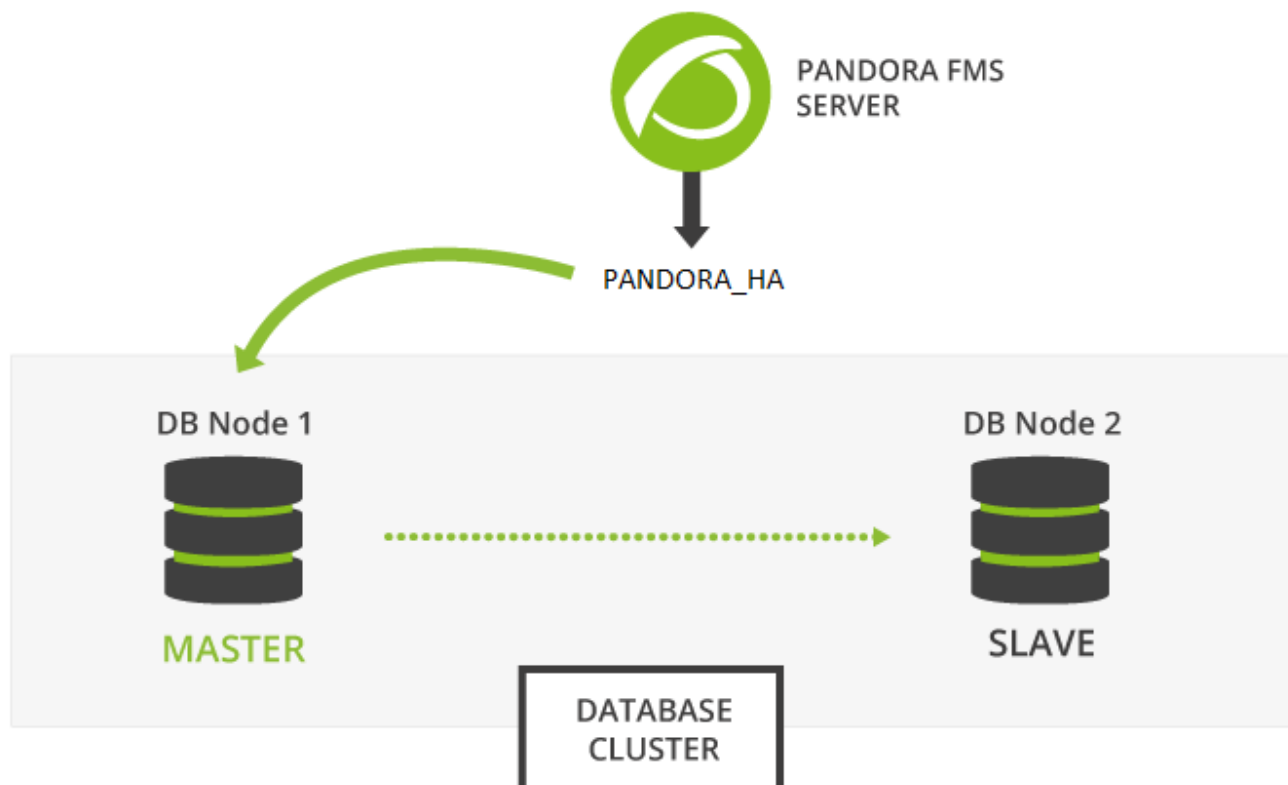 PANDORA FMS
SERVER
PANDORA_HA
DB Node 1
DB Node 2
MASTER
SLAVE
DATABASE
CLUSTER